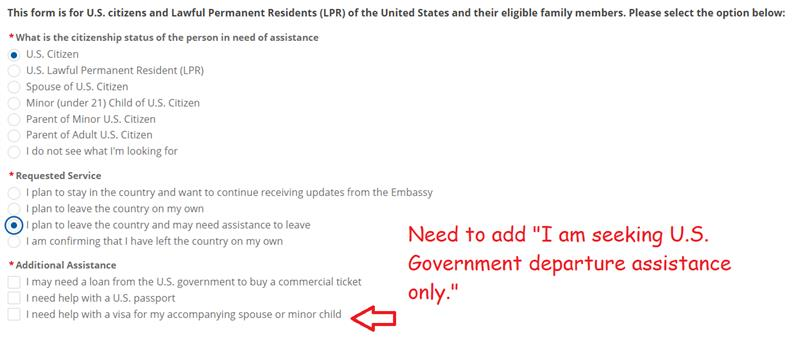 This form is for U.S. citizens and Lawful Permanent Residents (LPR) of the United States and their eligible family members. Please select the option below:
* What is the citizenship status of the person in need of assistance
U.S. Citizen
U.S. Lawful Permanent Resident (LPR)
Spouse of U.S. Citizen
Minor (under 21) Child of U.S. Citizen
Parent of Minor U.S. Citizen
Parent of Adult U.S. Citizen
I do not see what I'm looking for
* Requested Service
I plan to stay in the country and want to continue receiving updates from the Embassy
I plan to leave the country on my own
I plan to leave the country and may need assistance to leave
I am confirming that I have left the country on my own
* Additional Assistance
I may need a loan from the U.S. government to buy a commercial ticket
I need help with a U.S. passport
I need help with a visa for my accompanying spouse or minor child
Need to add "I am seeking U.S.
Government departure assistance
only."